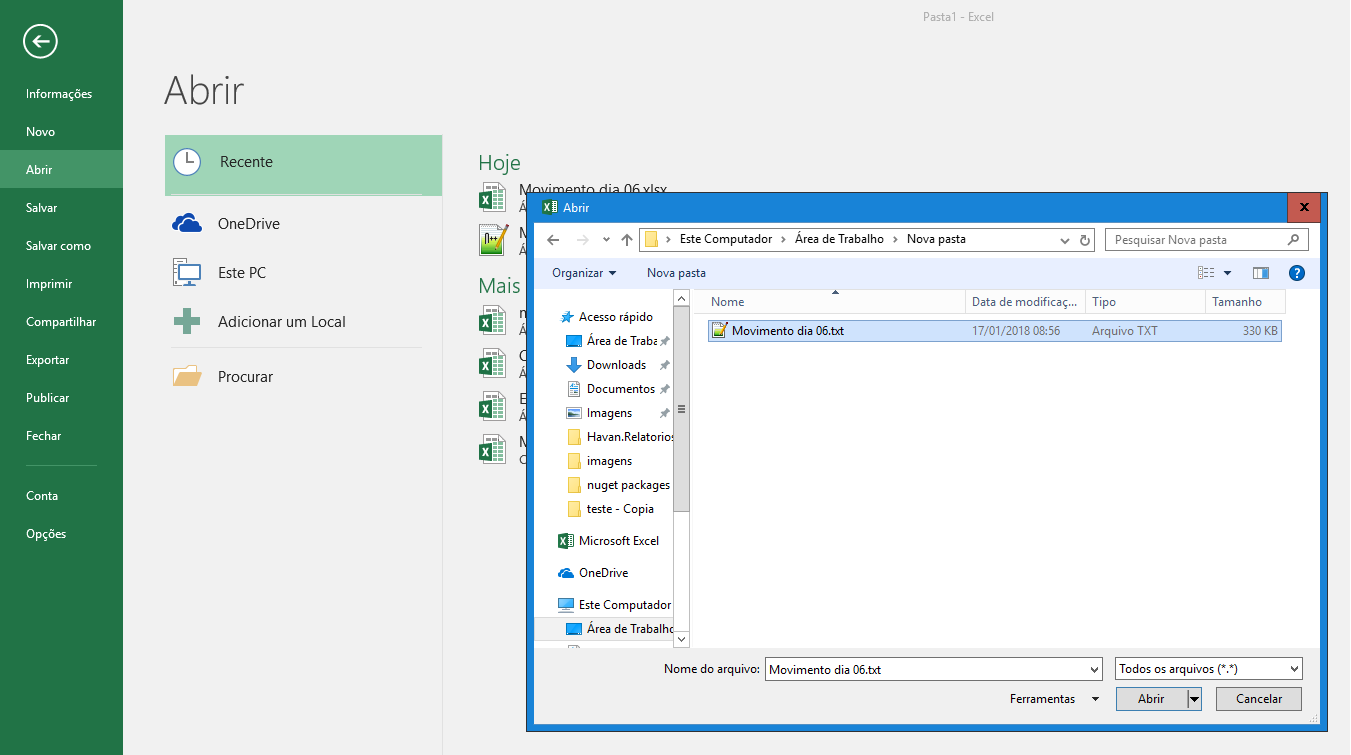 Pasta1 - Excel
Informações
Novo
Abrir
Salvar
Salvar como
Imprimir
Compartilhar
Exportar
Publicar
Fechar
Conta
Opções
Abrir
Recente
OneDrive
Este PC
Adicionar um Local
Procurar
Hoje
Movimento dia 06.xlsx
Mais
Abrir
Este Computador > Área de Trabalho > Nova pasta
Pesquisar Nova pasta
Organizar
Nova pasta
Nome Data de modificaç... Tipo Tamanho
Movimento dia 06.txt 17/01/2018 08:56 Arquivo TXT 330 KB
Acesso rápido
Área de Traba
Downloads
Documentos
Imagens
Havan.Relatorios
imagens
nuget packages
teste - Copia
Microsoft Excel
OneDrive
Este Computador
Área de Trabalho
Nome do arquivo: Movimento dia 06.txt Todos os arquivos (*.*)
Ferramentas Abrir Cancelar